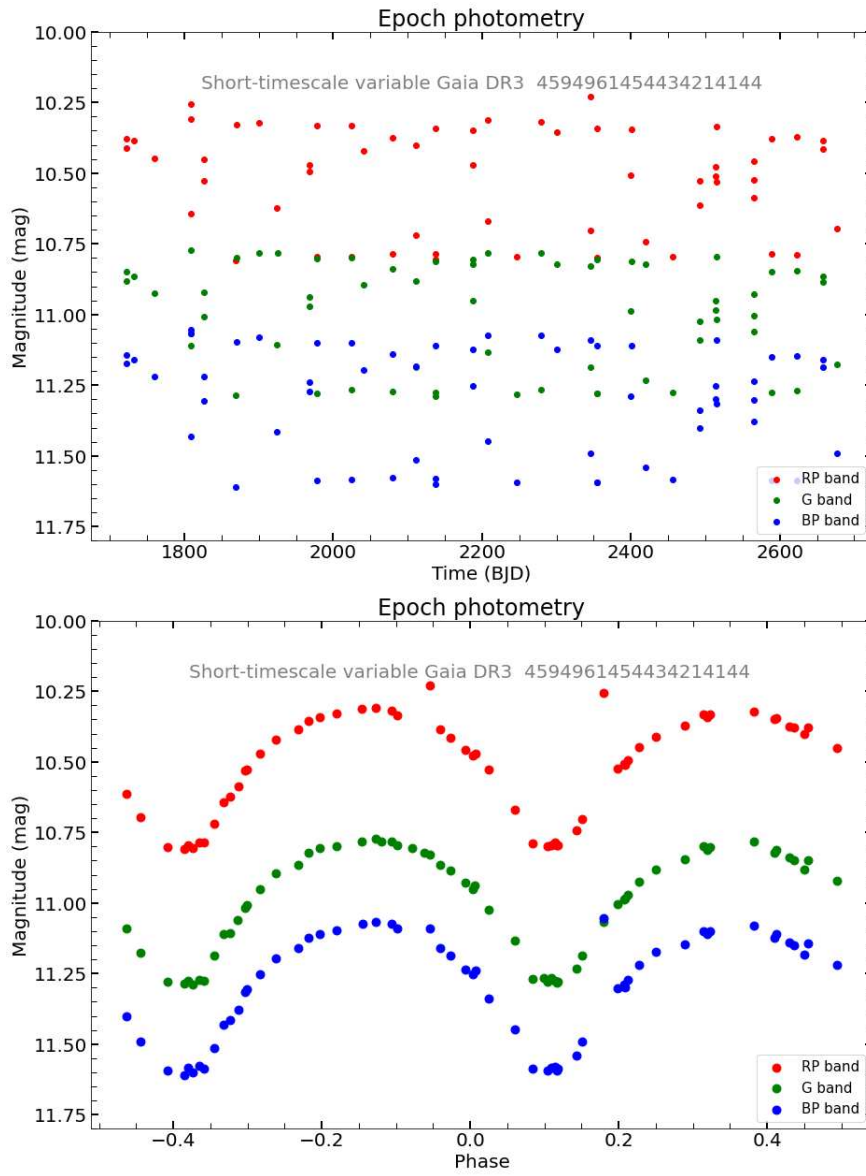 Epoch photometry
Short-timescale variable Gaia DR3 4594961454434214144
10.00
10.25
10.50
10.75
11.00
11.25
11.50
11.75
Magnitude (mag)
RP band
G band
BP band
1800 2000 2200 2400 2600
Time (BJD)
Epoch photometry
Short-timescale variable Gaia DR3 4594961454434214144
10.00
10.25
10.50
10.75
11.00
11.25
11.50
11.75
Magnitude (mag)
RP band
G band
BP band
−0.4 −0.2 0.0 0.2 0.4
Phase